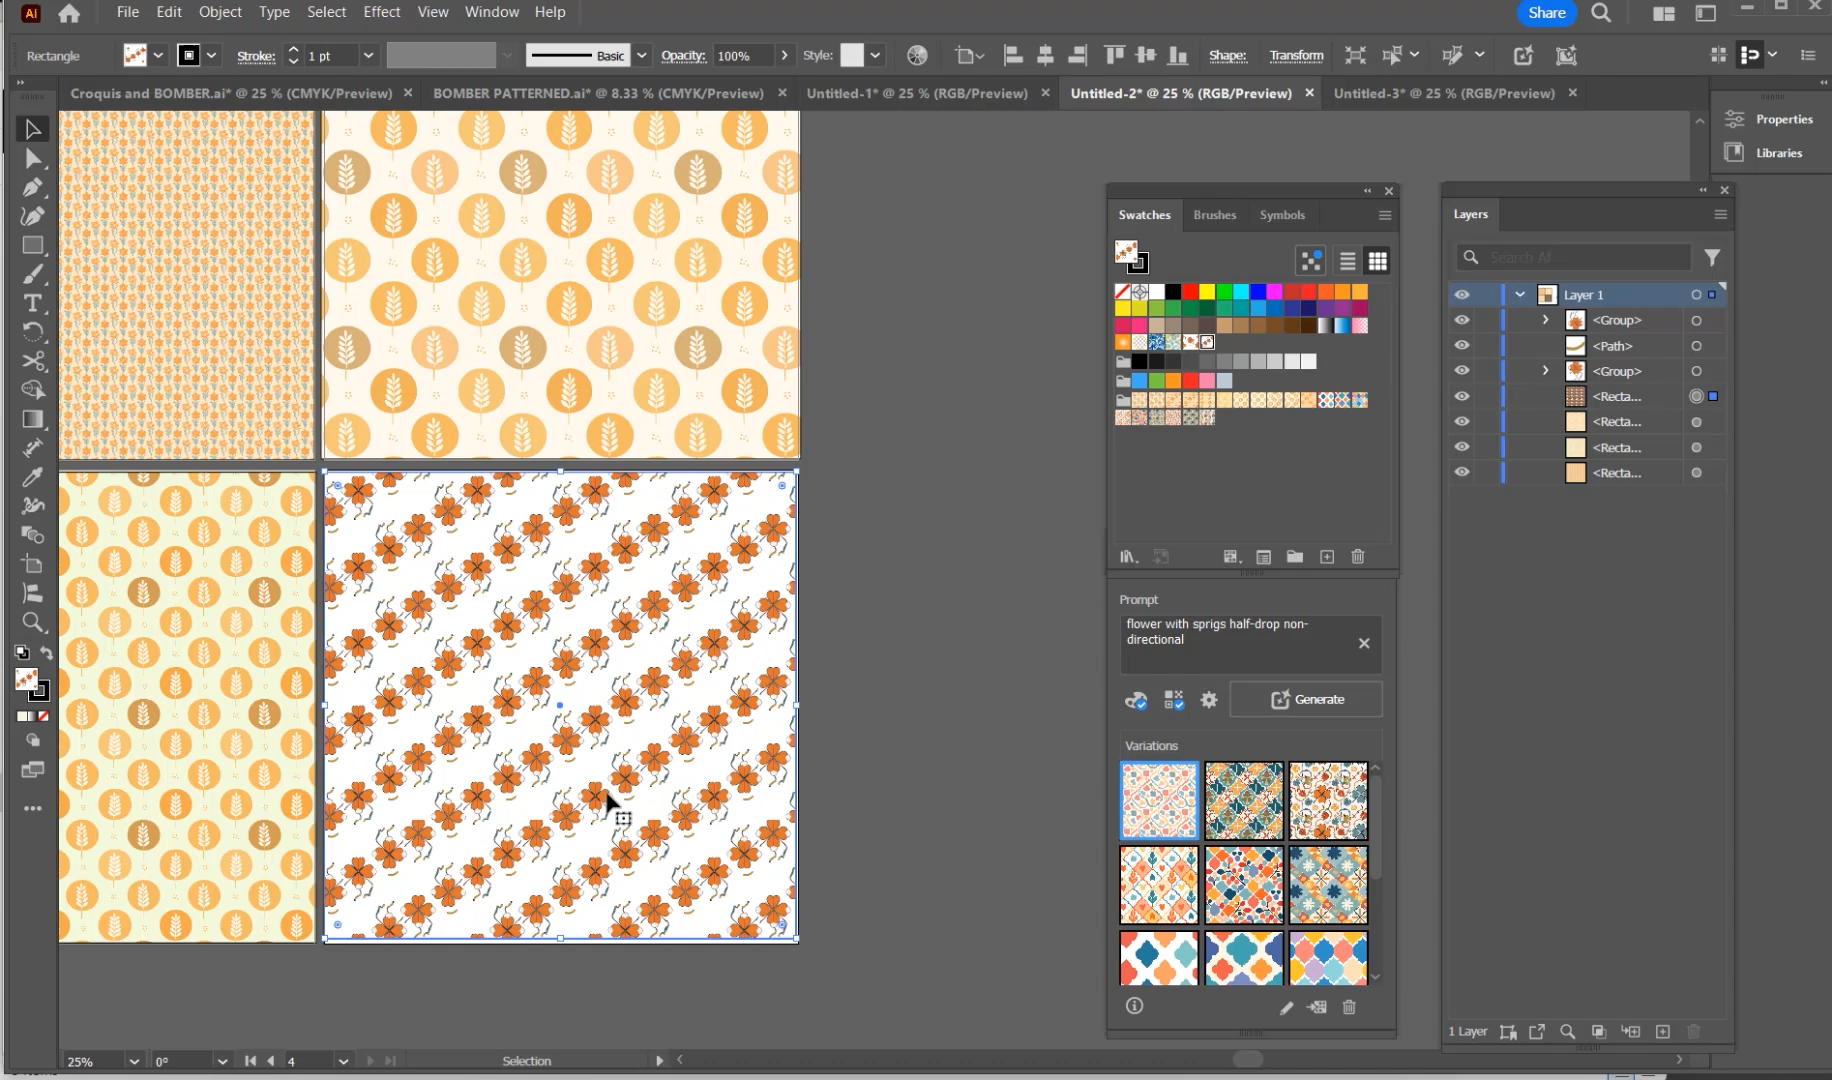 Ai File Edit Object Type Select Effect View Window Help Share
Rectangle Stroke: 1 pt Basic Opacity: 100% Style: Shape: Transform
Croquis and BOMBER.ai* @ 25 % (CMYK/Preview) BOMBER PATTERNED.ai* @ 8.33 % (CMYK/Preview) Untitled-1* @ 25 % (RGB/Preview) Untitled-2* @ 25 % (RGB/Preview) Untitled-3* @ 25 % (RGB/Preview)
Properties
Libraries
Swatches Brushes Symbols
Layers
Search All
Layer 1
<Group>
<Path>
<Group>
<Recta...
<Recta...
<Recta...
<Recta...
Prompt
flower with sprigs half-drop non-
directional
Generate
Variations
1 Layer
25% 0° 4 Selection